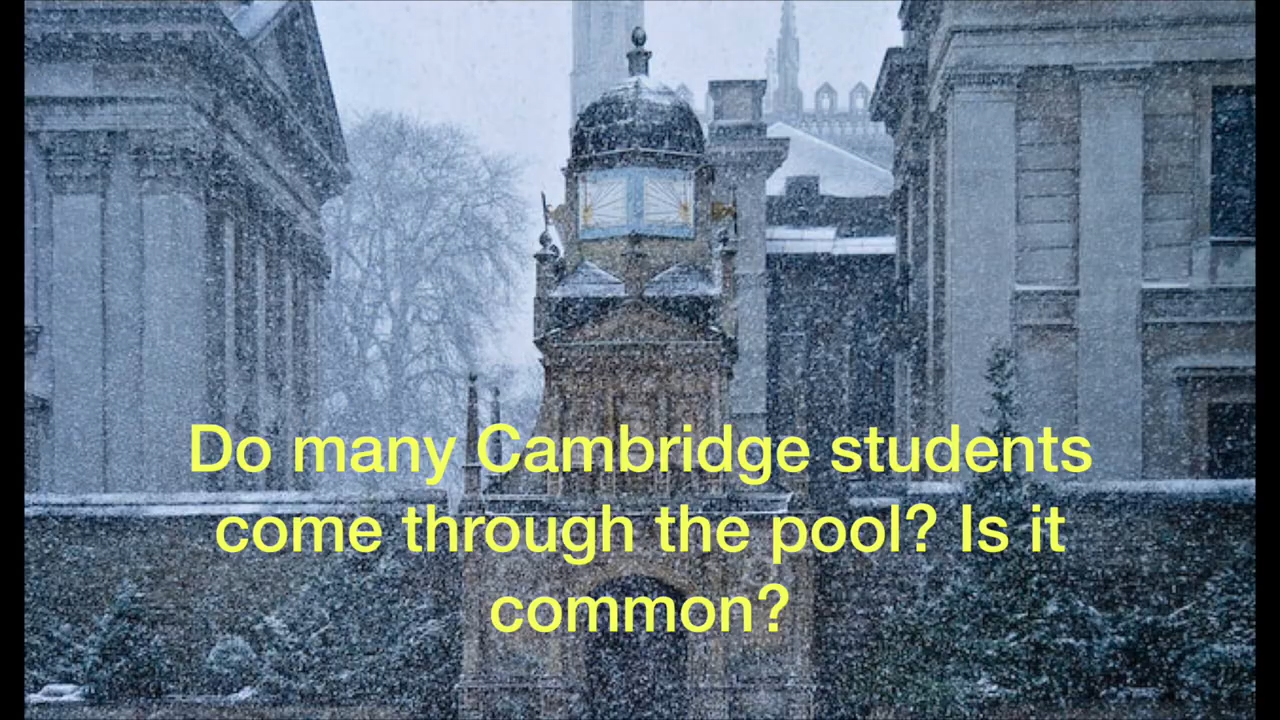 Do many Cambridge students
come through the pool? Is it
common?